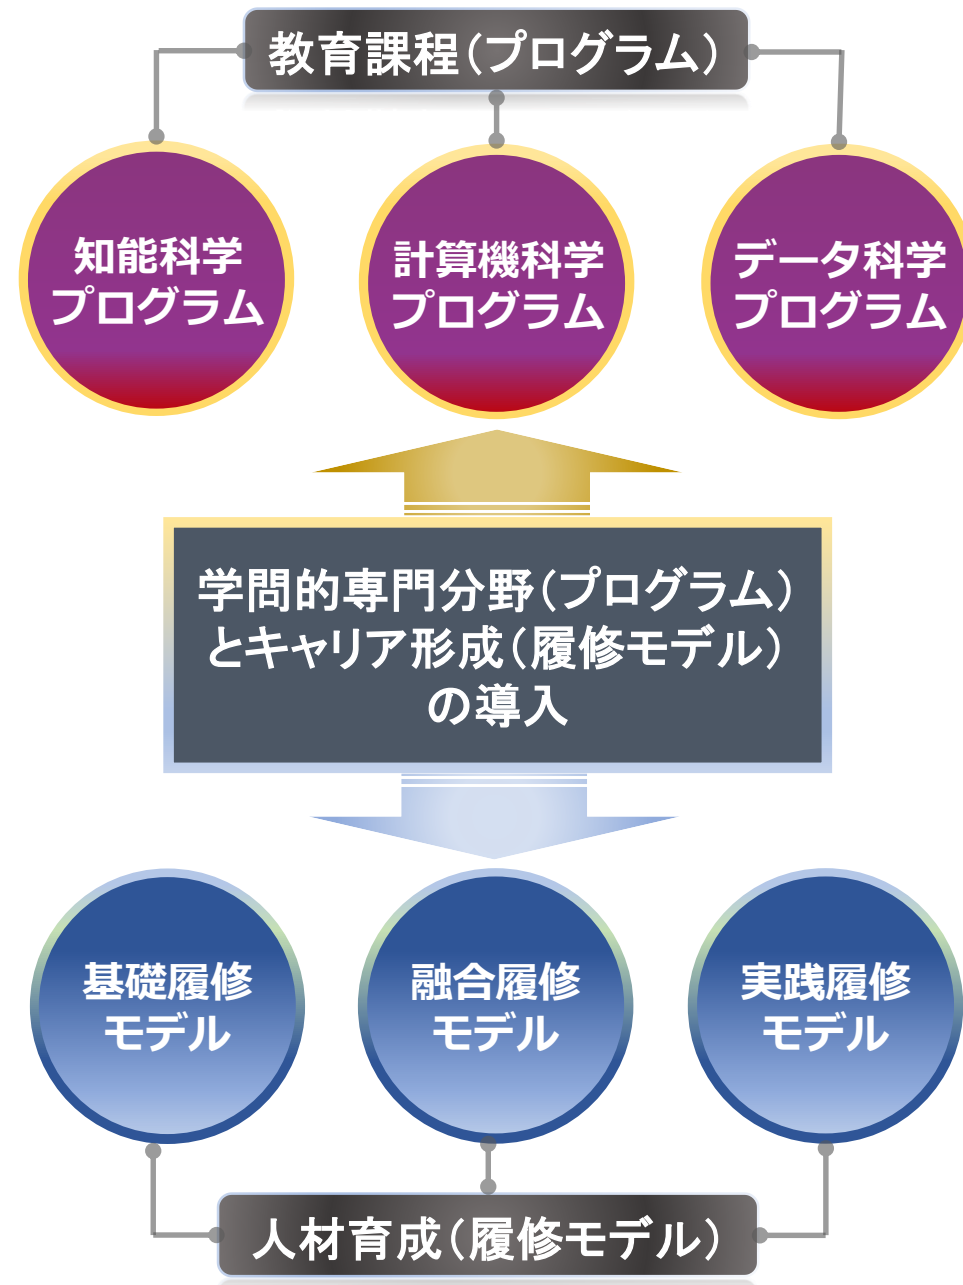 教育課程（プログラム）
知能科学
プログラム
計算機科学
プログラム
データ科学
プログラム
学問的専門分野（プログラム）
とキャリア形成（履修モデル）
の導入
基礎履修
モデル
融合履修
モデル
実践履修
モデル
人材育成（履修モデル）